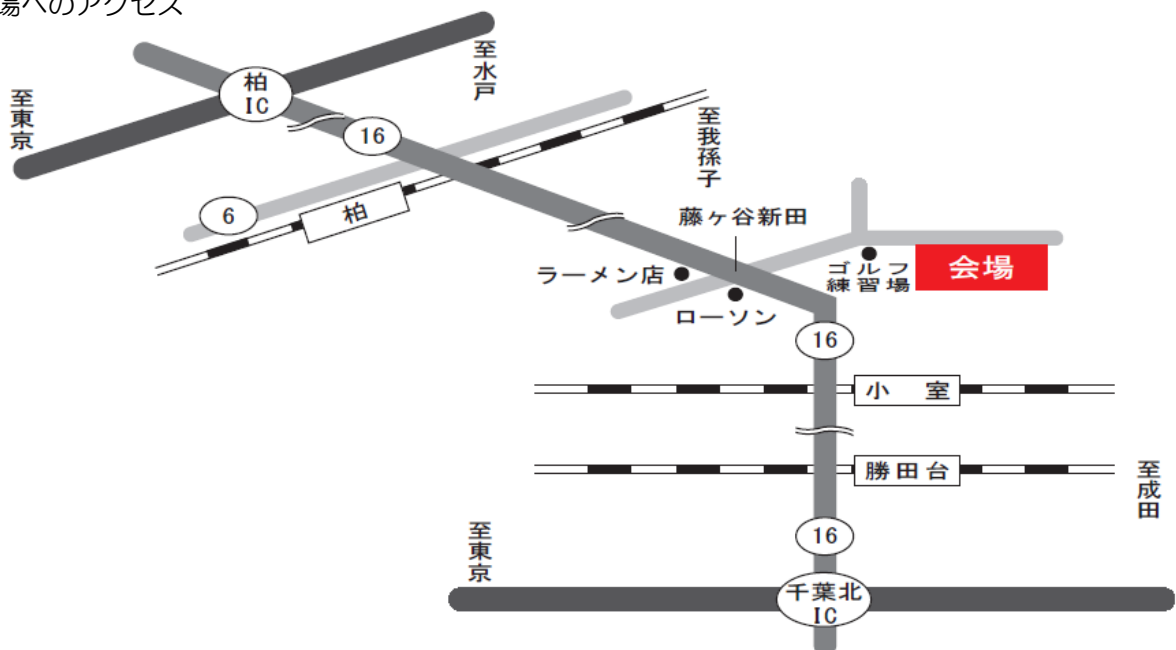 場へのアクセス
至水戸
柏
IC
至東京
16
至我孫子
6
柏
藤ヶ谷新田
ラーメン店
ゴルフ
練習場
会場
ローソン
16
小室
勝田台
至成田
16
至東京
千葉北
IC